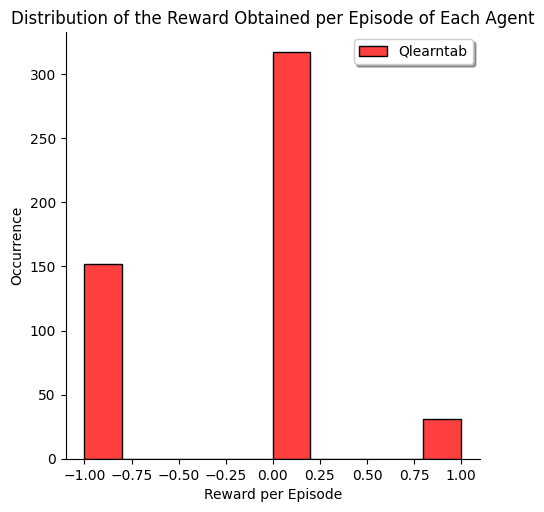 Distribution of the Reward Obtained per Episode of Each Agent
Qlearntab
Occurrence
300
250
200
150
100
50
0
−1.00 −0.75 −0.50 −0.25 0.00 0.25 0.50 0.75 1.00
Reward per Episode